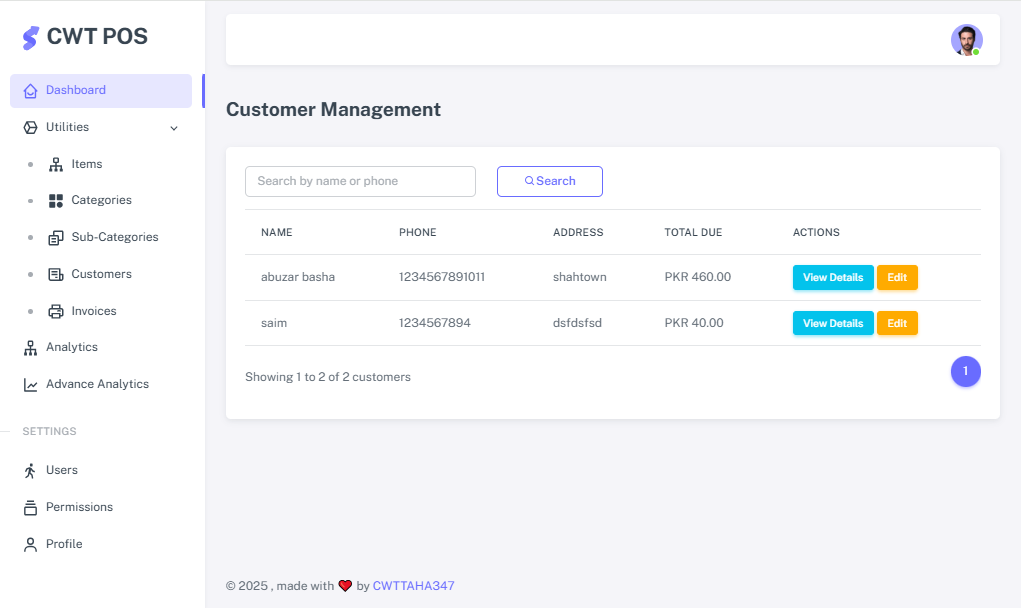 CWT POS
Dashboard
Utilities
Items
Categories
Sub-Categories
Customers
Invoices
Analytics
Advance Analytics
SETTINGS
Users
Permissions
Profile
Customer Management
Search by name or phone Search
NAME PHONE ADDRESS TOTAL DUE ACTIONS
abuzar basha 1234567891011 shahtown PKR 460.00 View Details Edit
saim 1234567894 dsfdsfsd PKR 40.00 View Details Edit
Showing 1 to 2 of 2 customers 1
© 2025 , made with ❤️ by CWTTAHA347